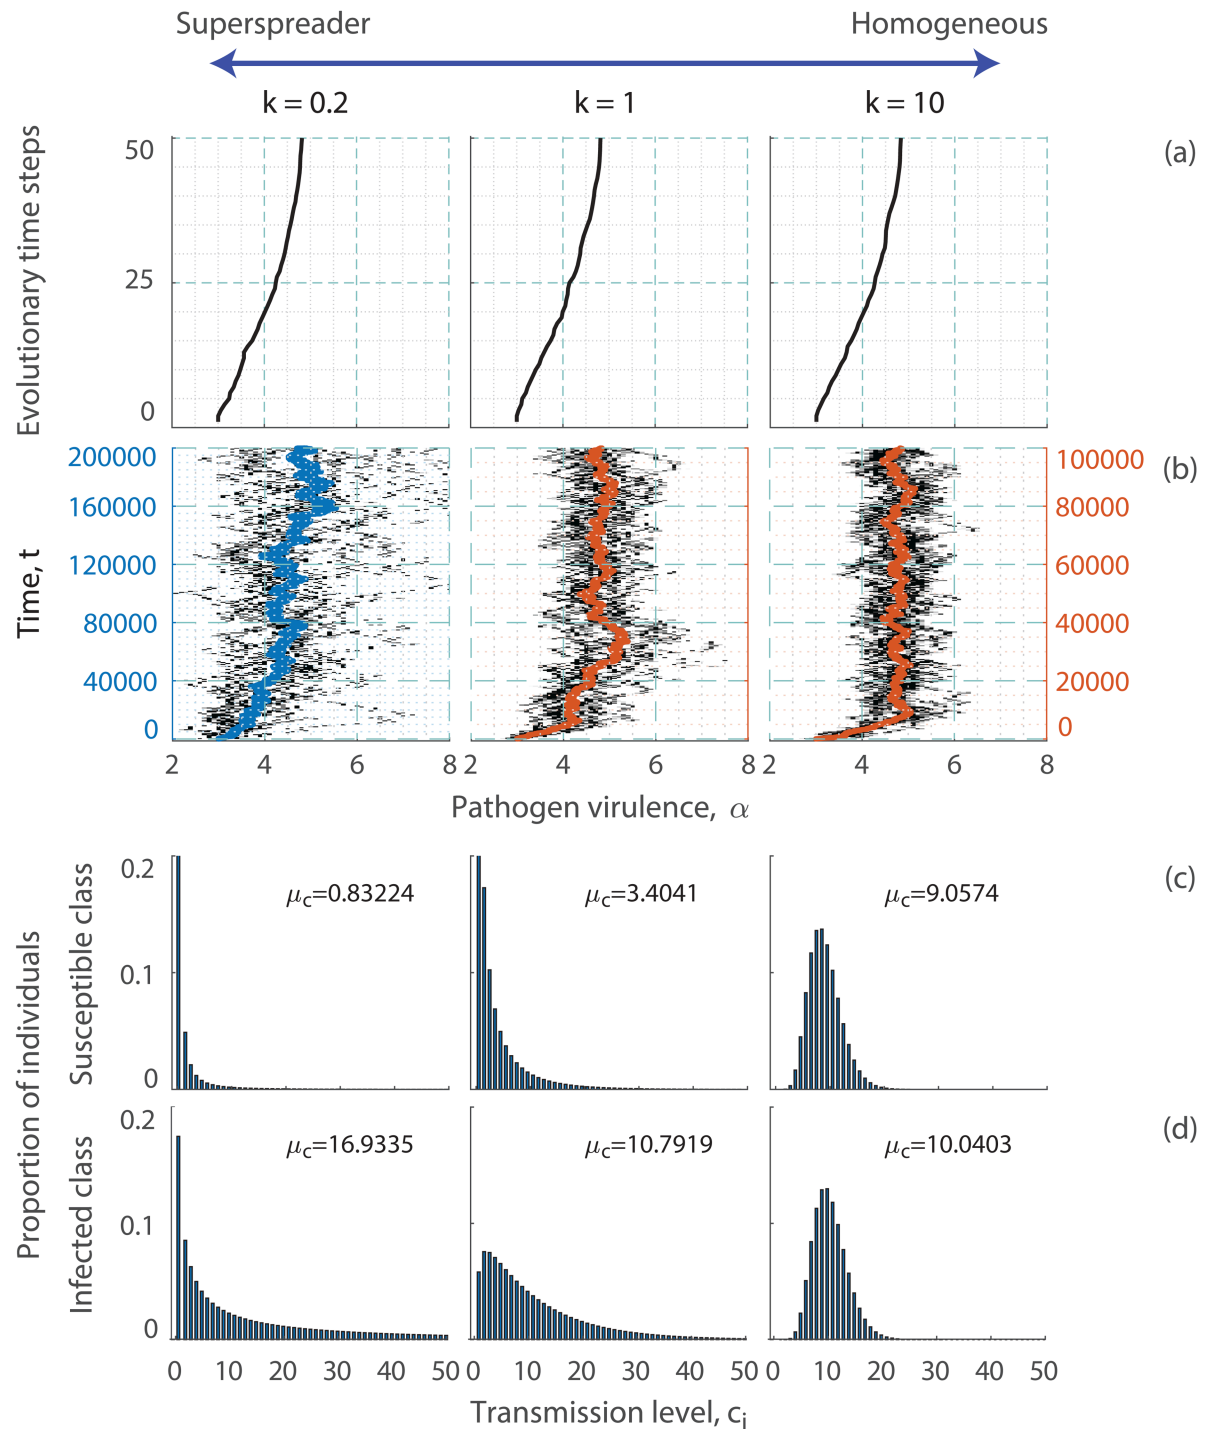 Superspreader Homogeneous
k = 0.2 k = 1 k = 10
(a)
Evolutionary time steps
50
25
0
(b)
Time, t
200000
160000
120000
80000
40000
0
100000
80000
60000
40000
20000
0
2 4 6 8 2 4 6 8 2 4 6 8
Pathogen virulence, α
(c)
Proportion of individuals
Susceptible class
0.2
0.1
0
μc=0.83224 μc=3.4041 μc=9.0574
(d)
Infected class
0.2
0.1
0
μc=16.9335 μc=10.7919 μc=10.0403
0 10 20 30 40 50 0 10 20 30 40 50 0 10 20 30 40 50
Transmission level, ci